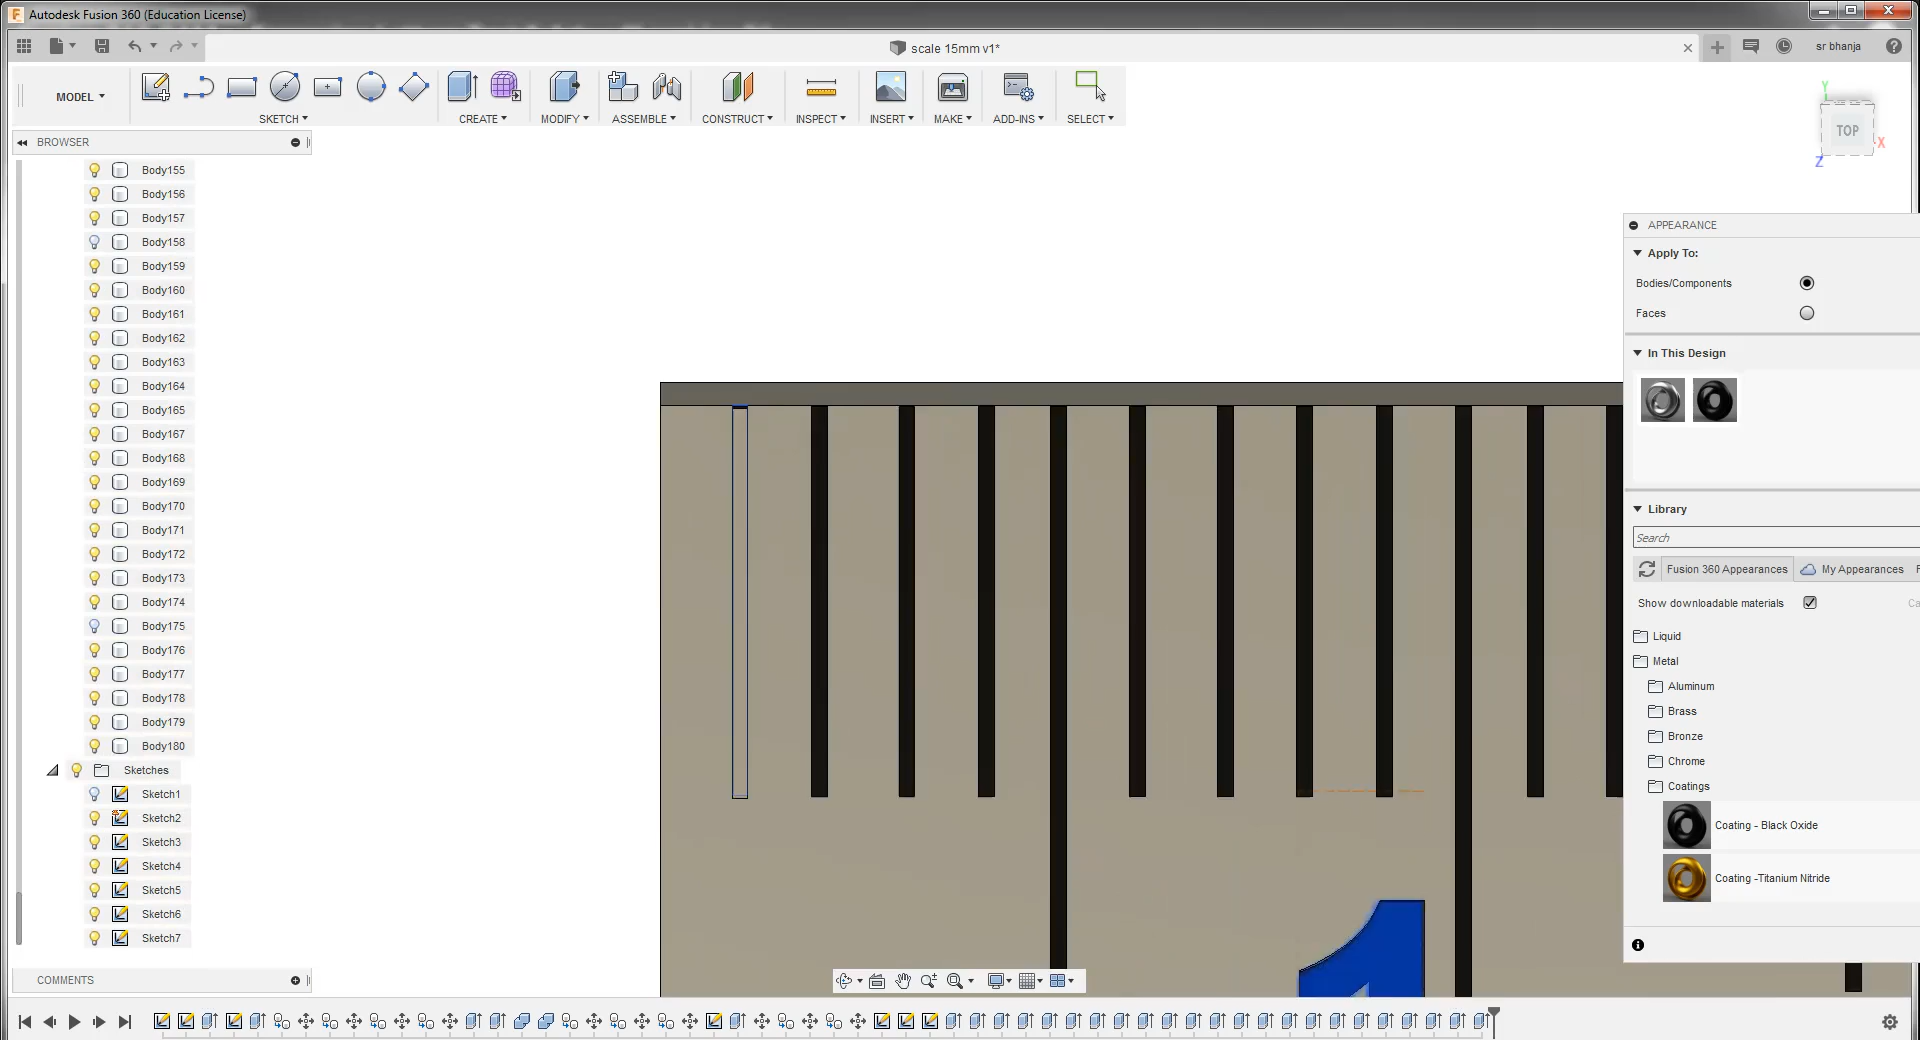 Autodesk Fusion 360 (Education License)
scale 15mm v1*
sr bhanja
MODEL
SKETCH
CREATE
MODIFY
ASSEMBLE
CONSTRUCT
INSPECT
INSERT
MAKE
ADD-INS
SELECT
BROWSER
Body155
Body156
Body157
Body158
Body159
Body160
Body161
Body162
Body163
Body164
Body165
Body167
Body168
Body169
Body170
Body171
Body172
Body173
Body174
Body175
Body176
Body177
Body178
Body179
Body180
Sketches
Sketch1
Sketch2
Sketch3
Sketch4
Sketch5
Sketch6
Sketch7
COMMENTS
Y
TOP
X
Z
1
APPEARANCE
Apply To:
Bodies/Components
Faces
In This Design
Library
Search
Fusion 360 Appearances My Appearances F
Show downloadable materials Ca
Liquid
Metal
Aluminum
Brass
Bronze
Chrome
Coatings
Coating - Black Oxide
Coating -Titanium Nitride